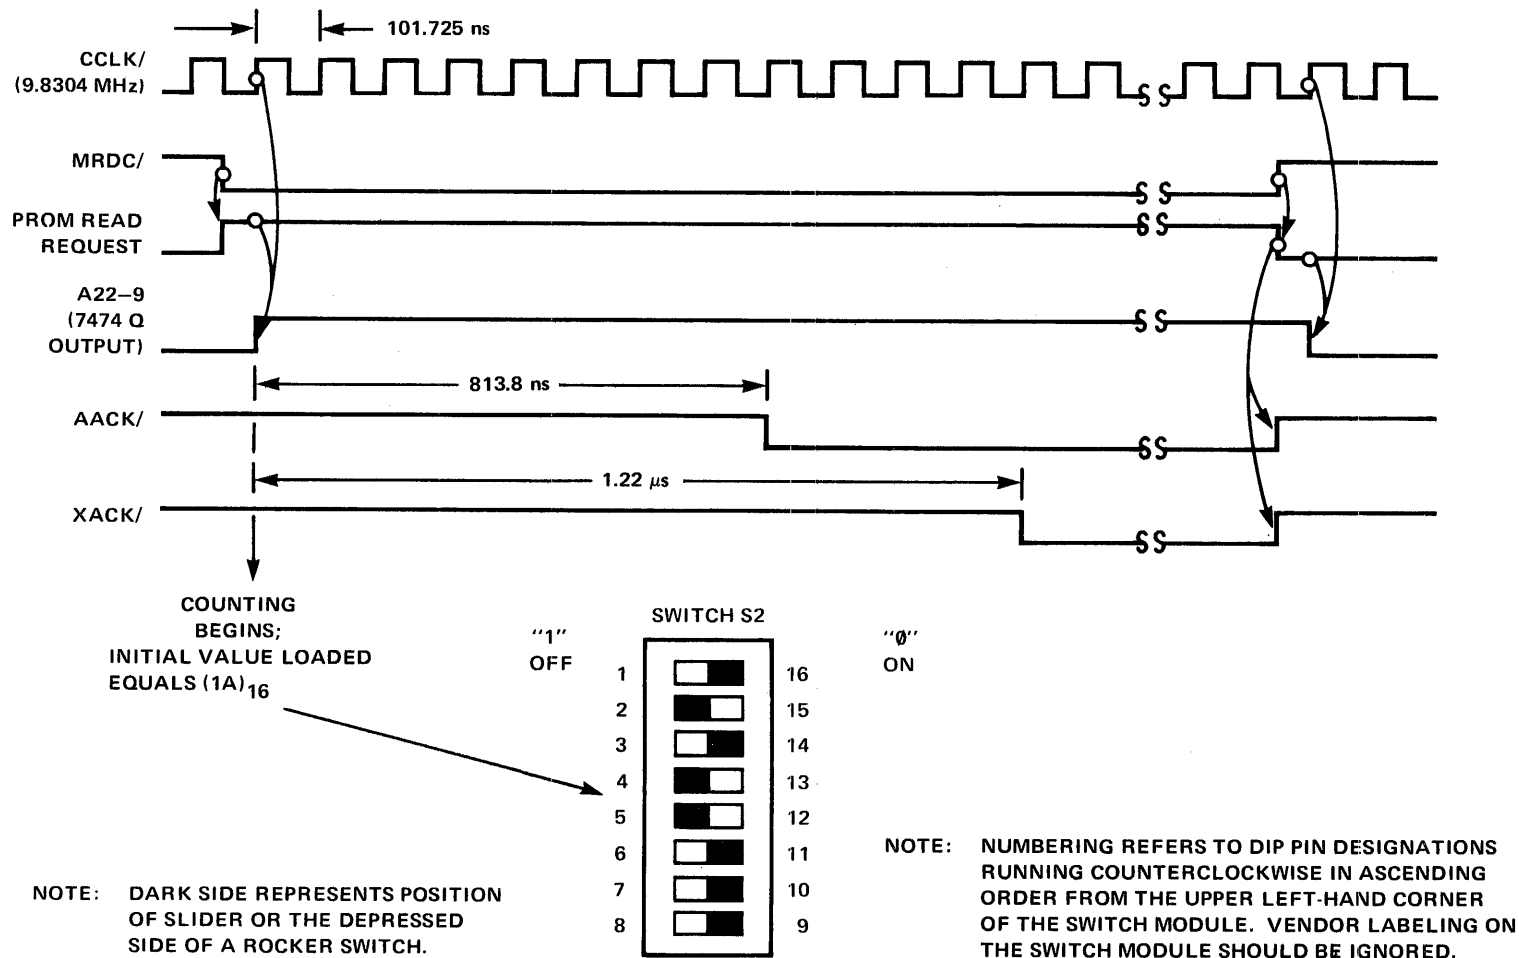 101.725 ns
CCLK/
(9.8304 MHz)
MRDC/
PROM READ
REQUEST
A22–9
(7474 Q
OUTPUT)
813.8 ns
AACK/
1.22 μs
XACK/
COUNTING
BEGINS;
INITIAL VALUE LOADED
EQUALS (1A)16
SWITCH S2
"1"
OFF
"0"
ON
1 16
2 15
3 14
4 13
5 12
6 11
7 10
8 9
NOTE: DARK SIDE REPRESENTS POSITION
OF SLIDER OR THE DEPRESSED
SIDE OF A ROCKER SWITCH.
NOTE: NUMBERING REFERS TO DIP PIN DESIGNATIONS
RUNNING COUNTERCLOCKWISE IN ASCENDING
ORDER FROM THE UPPER LEFT-HAND CORNER
OF THE SWITCH MODULE. VENDOR LABELING ON
THE SWITCH MODULE SHOULD BE IGNORED.